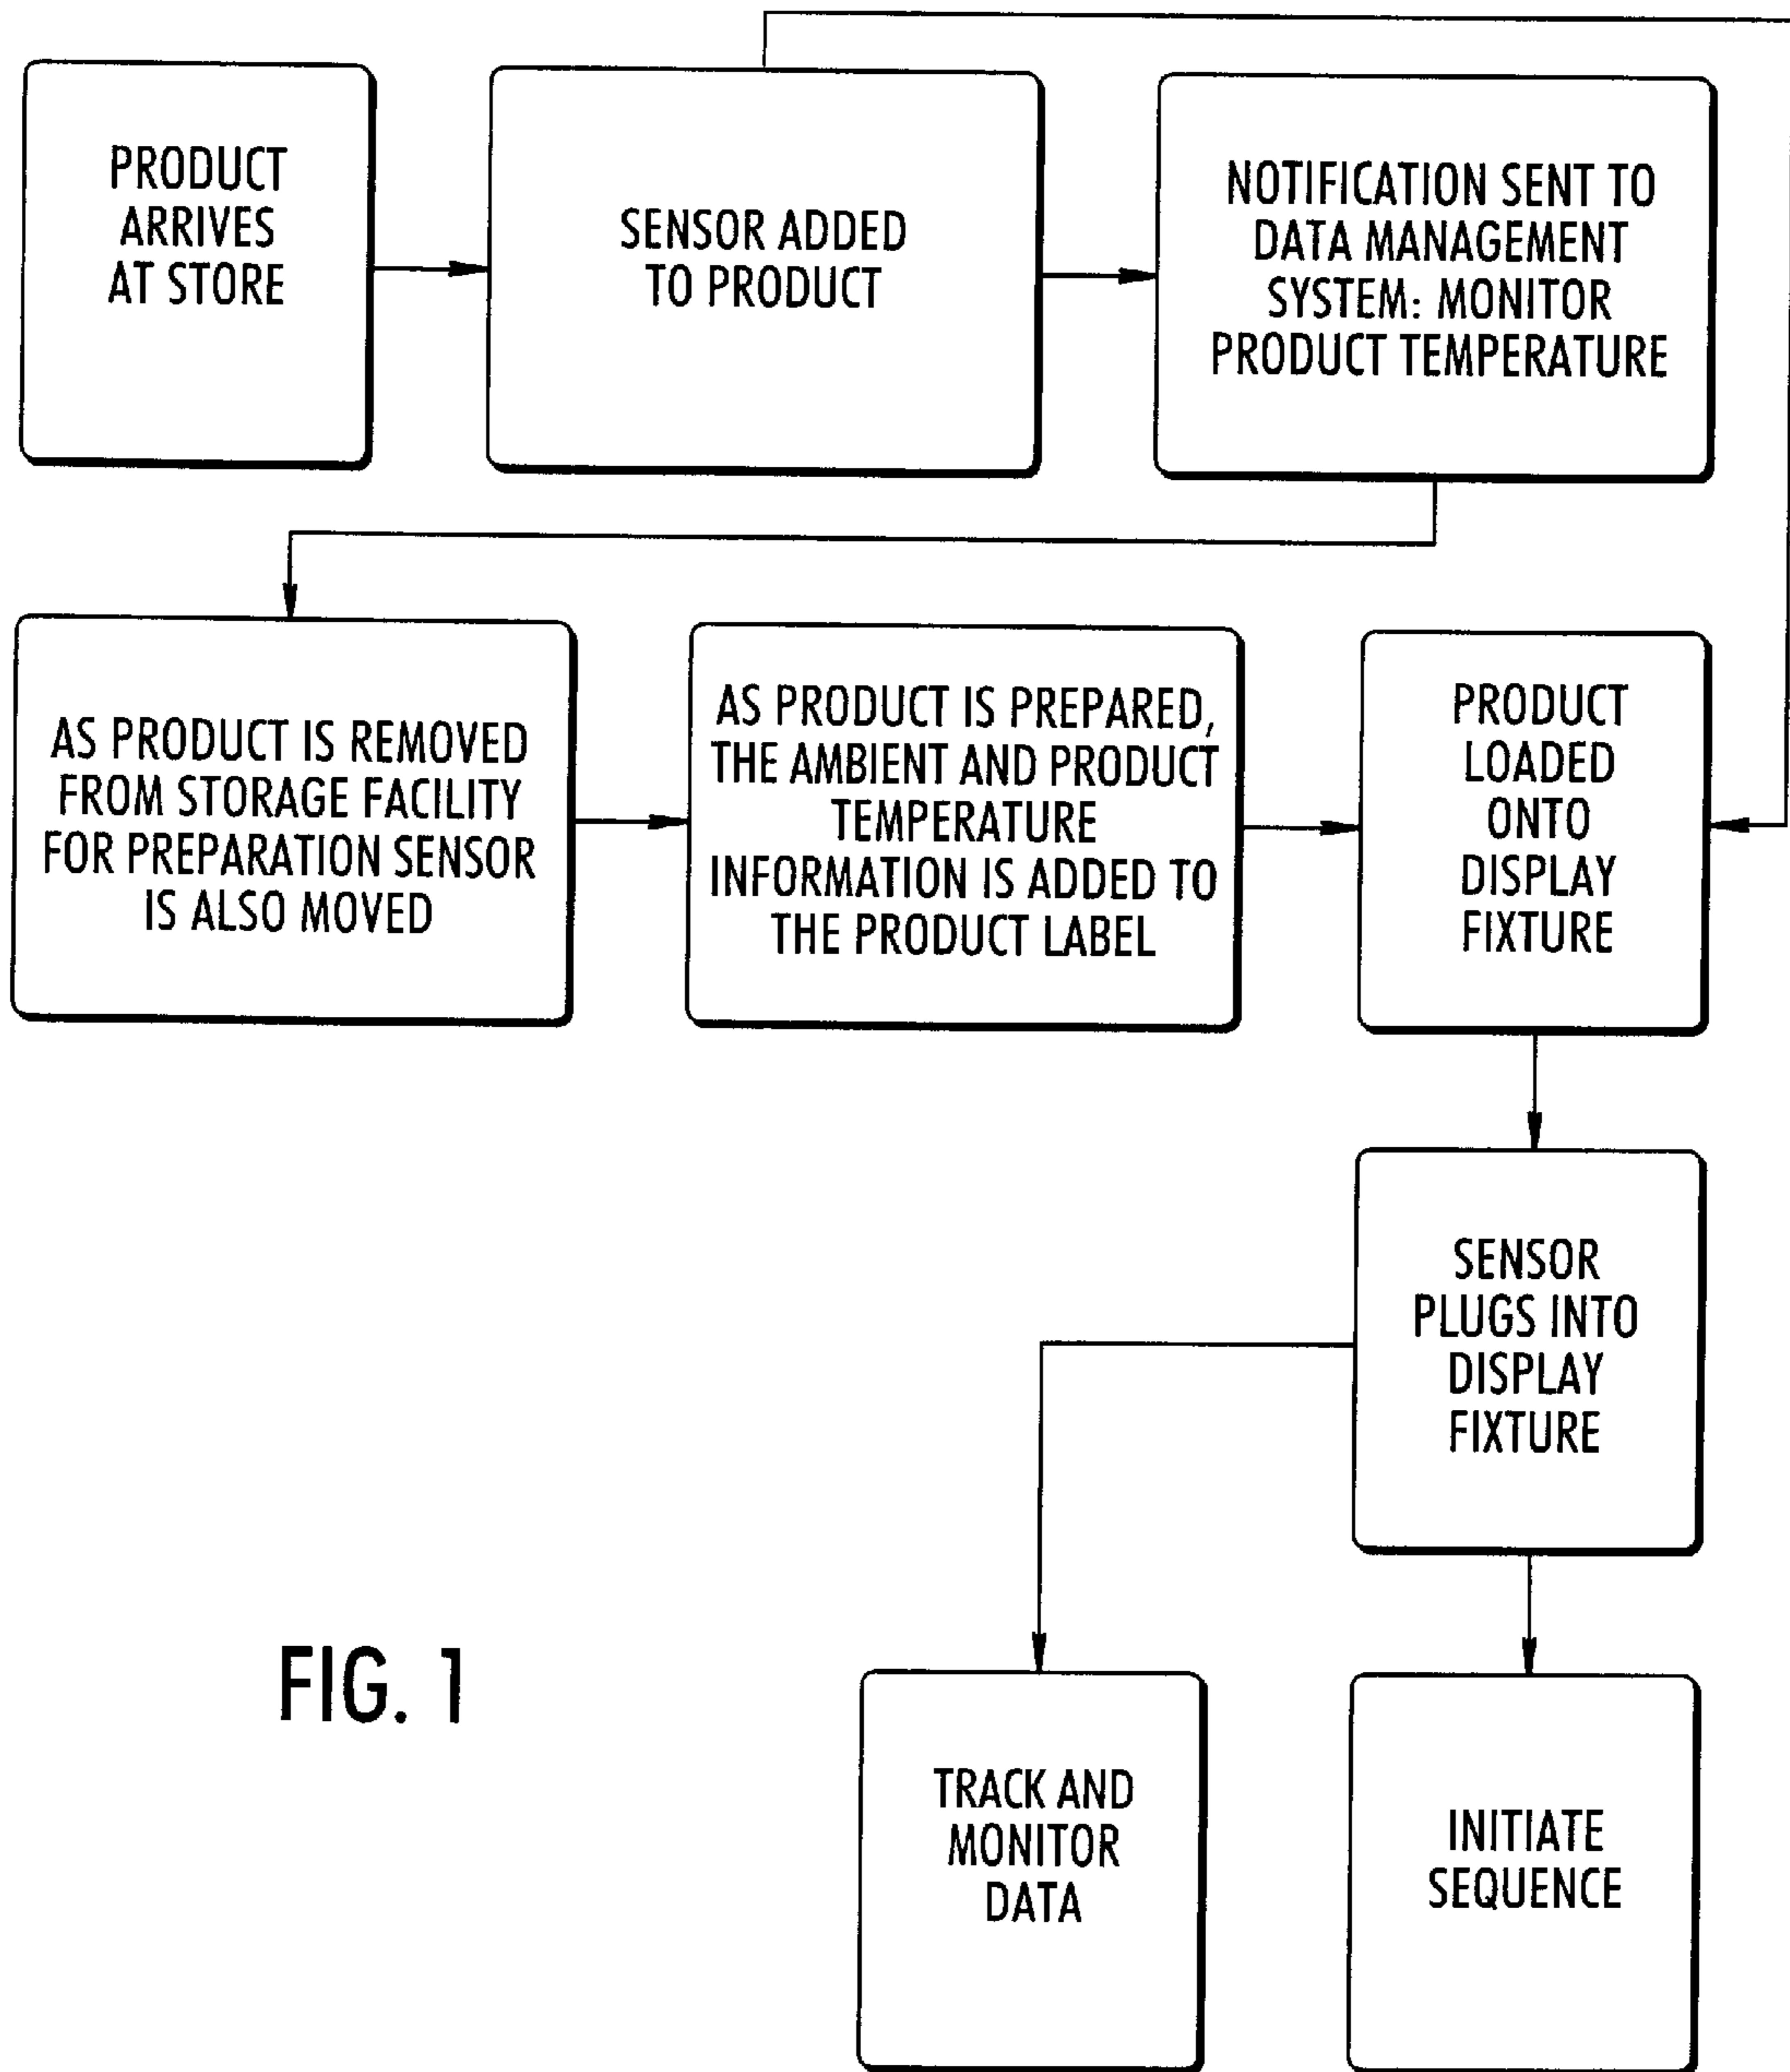 PRODUCT
ARRIVES
AT STORE
SENSOR ADDED
TO PRODUCT
NOTIFICATION SENT TO
DATA MANAGEMENT
SYSTEM: MONITOR
PRODUCT TEMPERATURE
AS PRODUCT IS REMOVED
FROM STORAGE FACILITY
FOR PREPARATION SENSOR
IS ALSO MOVED
AS PRODUCT IS PREPARED,
THE AMBIENT AND PRODUCT
TEMPERATURE
INFORMATION IS ADDED TO
THE PRODUCT LABEL
PRODUCT
LOADED
ONTO
DISPLAY
FIXTURE
SENSOR
PLUGS INTO
DISPLAY
FIXTURE
TRACK AND
MONITOR
DATA
INITIATE
SEQUENCE
FIG. 1